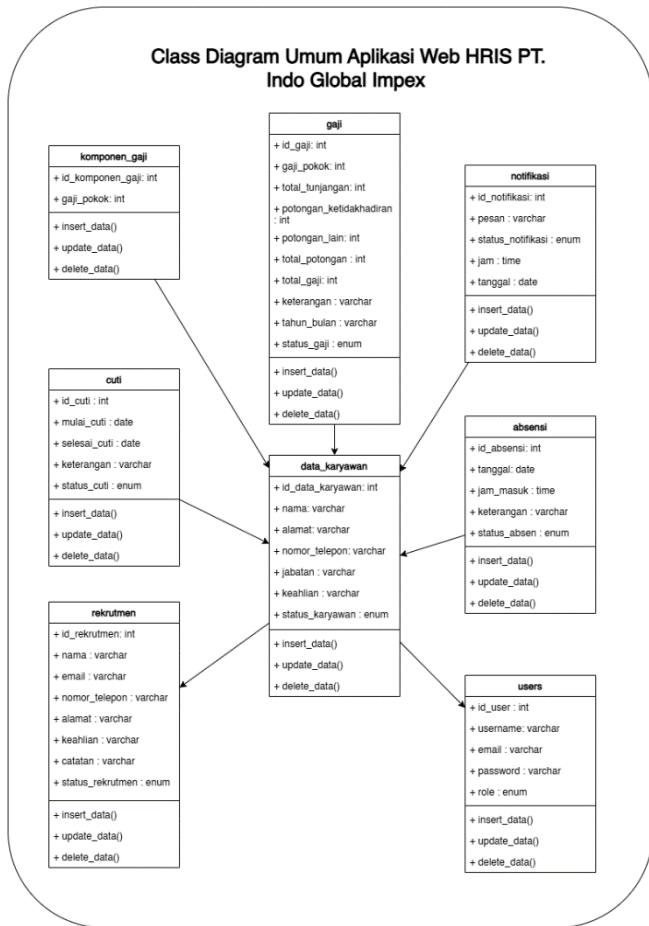 Class Diagram Umum Aplikasi Web HRIS PT.
Indo Global Impex
komponen_gaji
+ id_komponen_gaji: int
+ gaji_pokok: int
+ insert_data()
+ update_data()
+ delete_data()
gaji
+ id_gaji: int
+ gaji_pokok: int
+ total_tunjangan: int
+ potongan_ketidakhadiran
: int
+ potongan_lain: int
+ total_potongan : int
+ total_gaji: int
+ keterangan : varchar
+ tahun_bulan : varchar
+ status_gaji : enum
+ insert_data()
+ update_data()
+ delete_data()
notifikasi
+ id_notifikasi: int
+ pesan : varchar
+ status_notifikasi : enum
+ jam : time
+ tanggal : date
+ insert_data()
+ update_data()
+ delete_data()
cuti
+ id_cuti : int
+ mulai_cuti : date
+ selesai_cuti : date
+ keterangan : varchar
+ status_cuti : enum
+ insert_data()
+ update_data()
+ delete_data()
data_karyawan
+ id_data_karyawan: int
+ nama: varchar
+ alamat: varchar
+ nomor_telepon: varchar
+ jabatan : varchar
+ keahlian : varchar
+ status_karyawan : enum
+ insert_data()
+ update_data()
+ delete_data()
absensi
+ id_absensi: int
+ tanggal: date
+ jam_masuk : time
+ keterangan : varchar
+ status_absen : enum
+ insert_data()
+ update_data()
+ delete_data()
rekrutmen
+ id_rekrutmen: int
+ nama : varchar
+ email : varchar
+ nomor_telepon : varchar
+ alamat : varchar
+ keahlian : varchar
+ catatan : varchar
+ status_rekrutmen : enum
+ insert_data()
+ update_data()
+ delete_data()
users
+ id_user : int
+ username: varchar
+ email : varchar
+ password : varchar
+ role : enum
+ insert_data()
+ update_data()
+ delete_data()